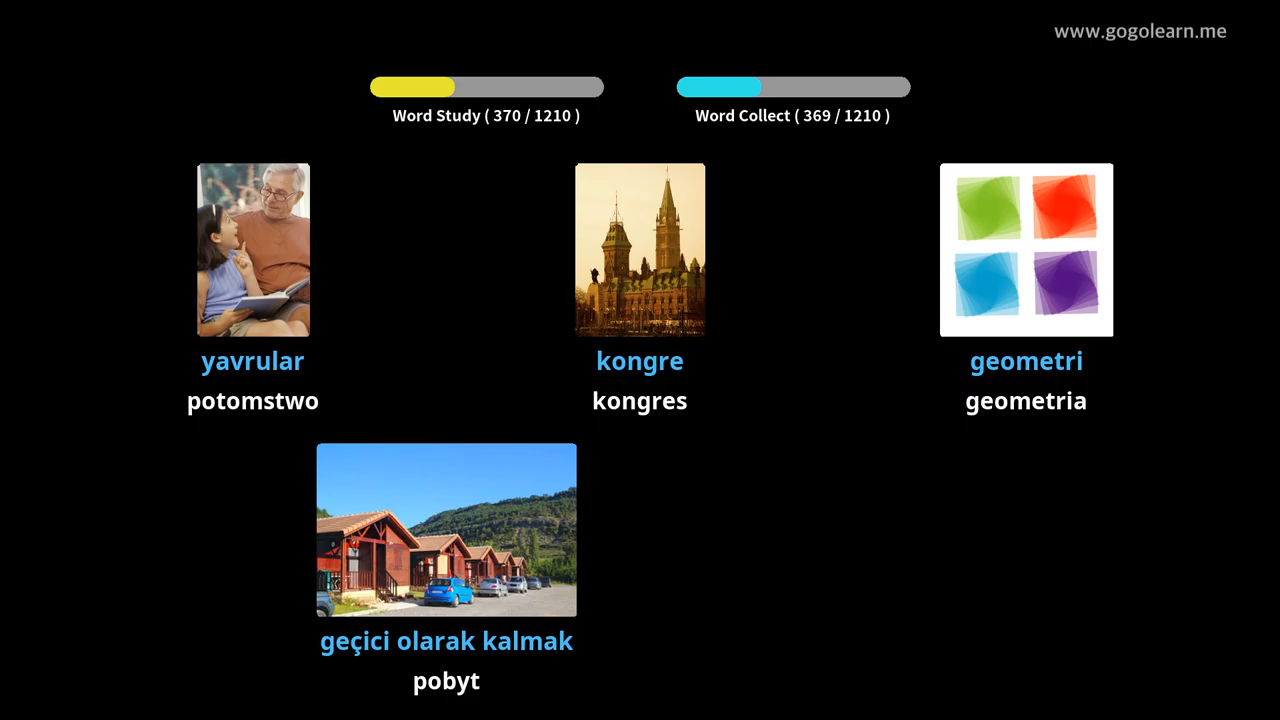 www.gogolearn.me
Word Study ( 370 / 1210 )
Word Collect ( 369 / 1210 )
yavrular
potomstwo
kongre
kongres
geometri
geometria
geçici olarak kalmak
pobyt